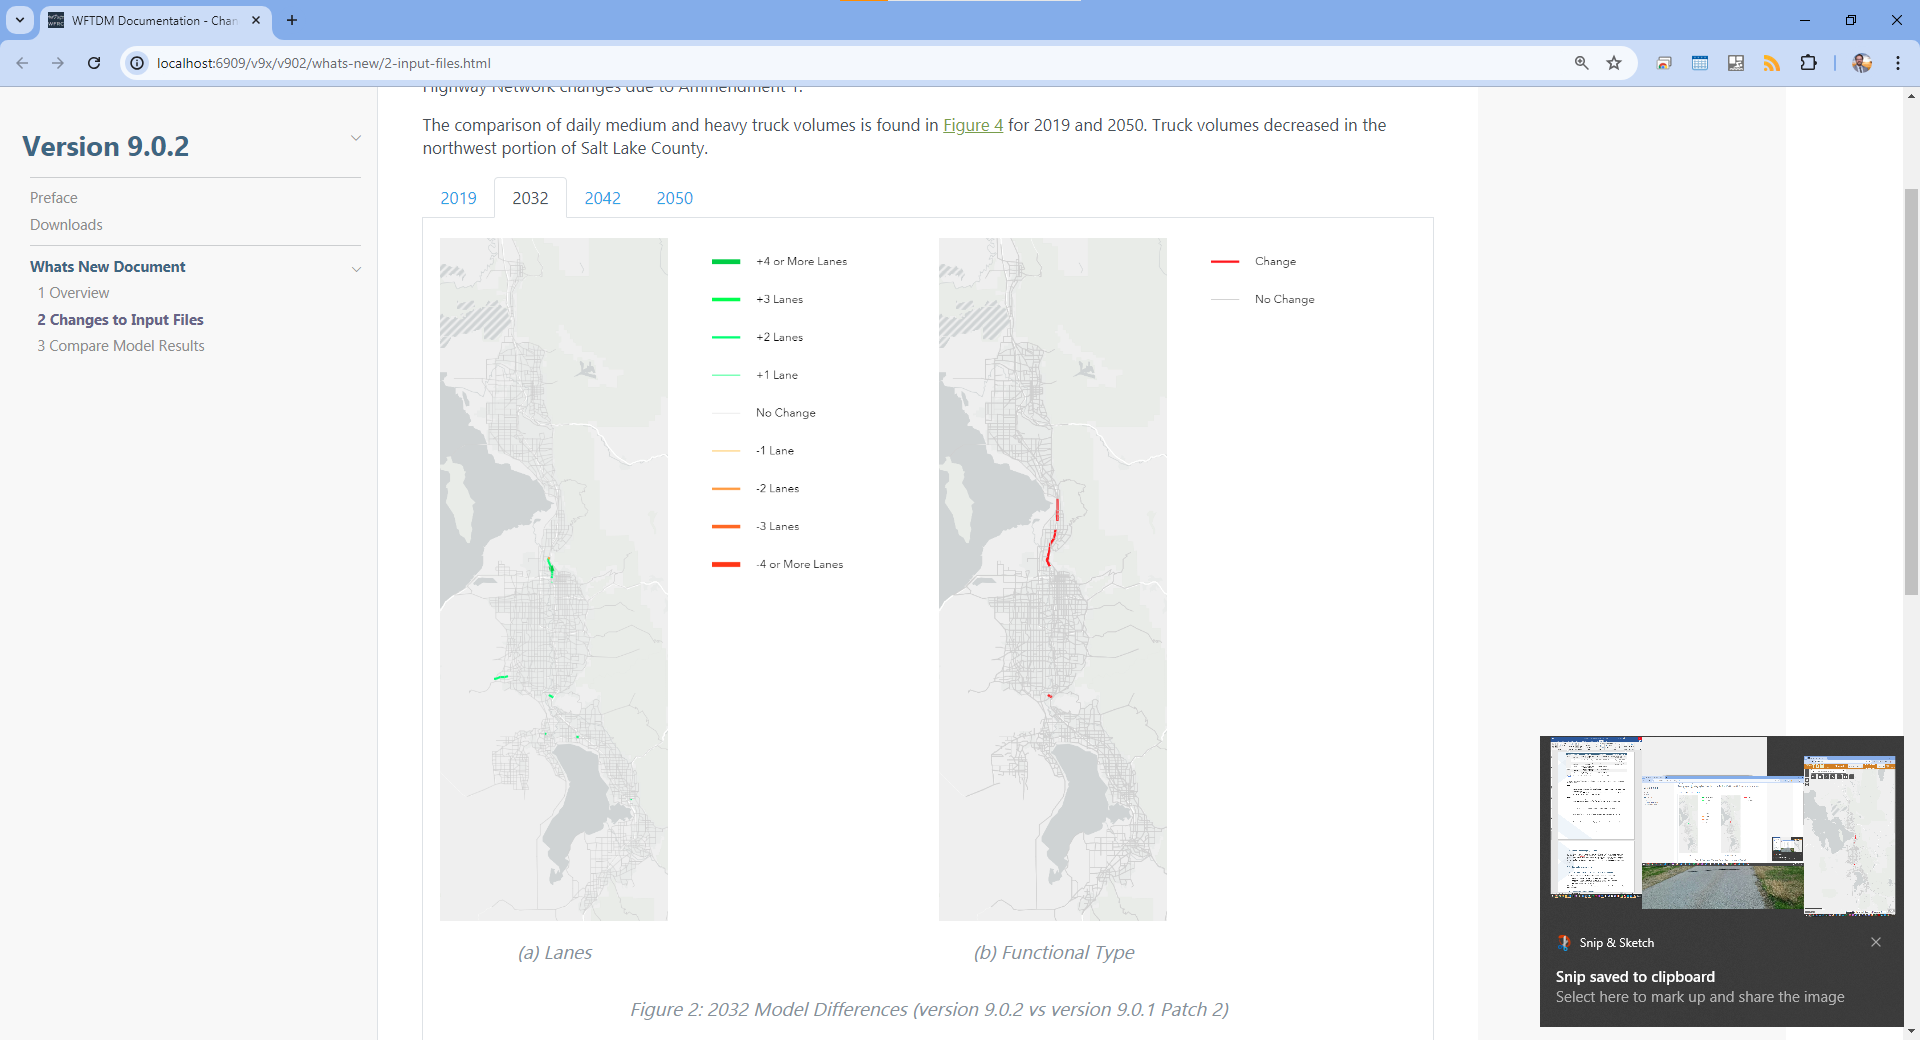 WFTDM Documentation - Chan
localhost:6909/v9x/v902/whats-new/2-input-files.html
Highway Network changes due to Ammendment 1.
Version 9.0.2
Preface
Downloads
Whats New Document
1 Overview
2 Changes to Input Files
3 Compare Model Results
The comparison of daily medium and heavy truck volumes is found in Figure 4 for 2019 and 2050. Truck volumes decreased in the
northwest portion of Salt Lake County.
2019 2032 2042 2050
+4 or More Lanes
+3 Lanes
+2 Lanes
+1 Lane
No Change
-1 Lane
-2 Lanes
-3 Lanes
-4 or More Lanes
Change
No Change
(a) Lanes
(b) Functional Type
Figure 2: 2032 Model Differences (version 9.0.2 vs version 9.0.1 Patch 2)
Snip & Sketch
Snip saved to clipboard
Select here to mark up and share the image